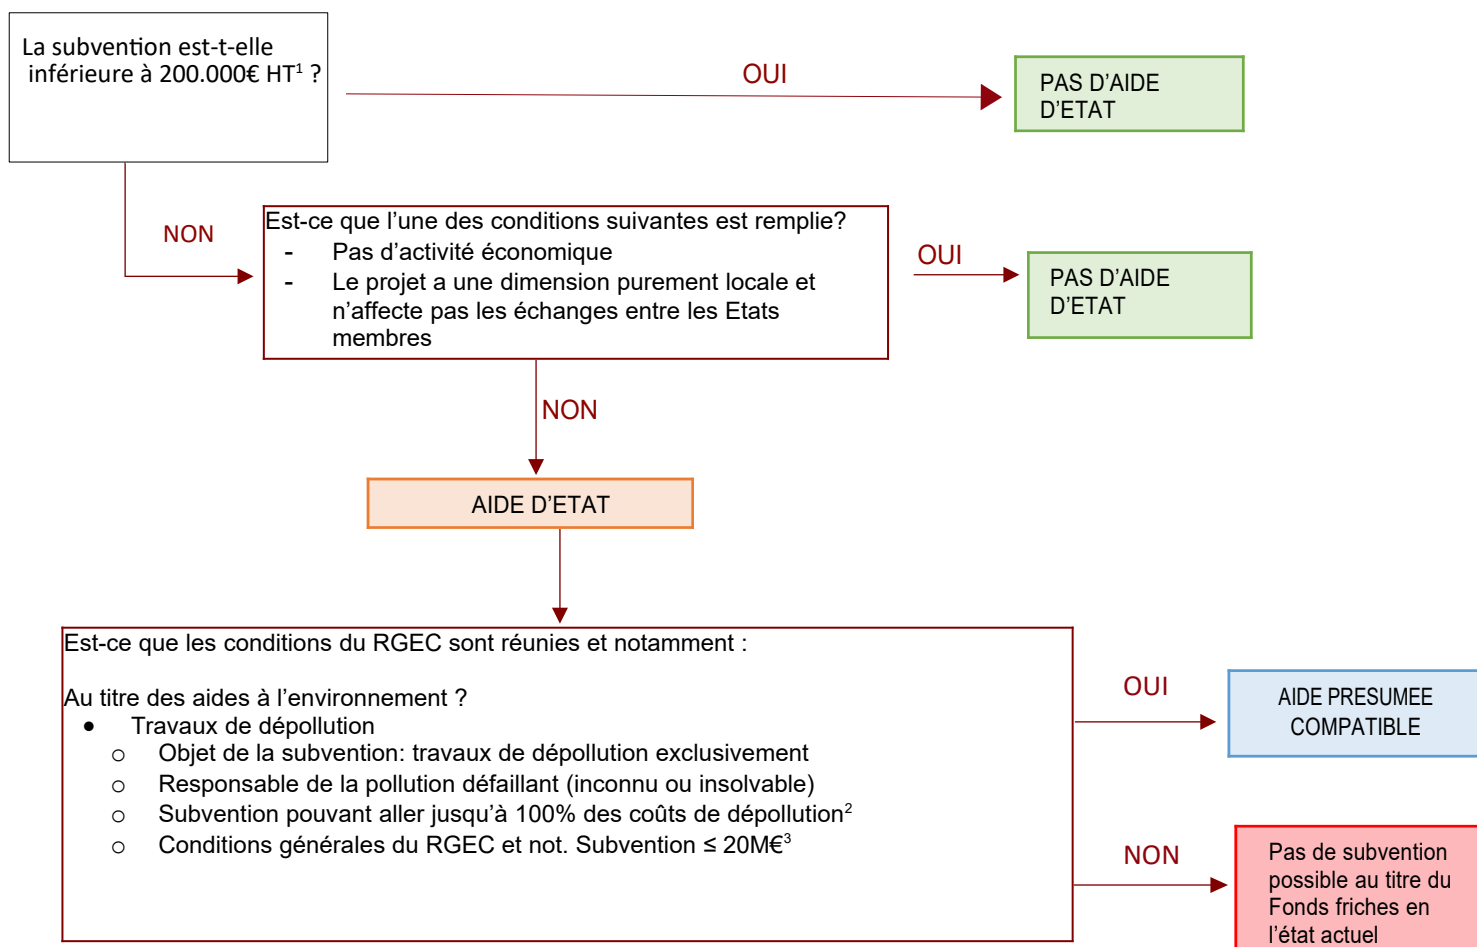 La subvention est-t-elle
inférieure à 200.000€ HT¹ ?
OUI
PAS D'AIDE
D'ETAT
NON
Est-ce que l'une des conditions suivantes est remplie?
- Pas d'activité économique
- Le projet a une dimension purement locale et
n'affecte pas les échanges entre les Etats
membres
OUI
PAS D'AIDE
D'ETAT
NON
AIDE D'ETAT
Est-ce que les conditions du RGEC sont réunies et notamment :
Au titre des aides à l'environnement ?
• Travaux de dépollution
o Objet de la subvention: travaux de dépollution exclusivement
o Responsable de la pollution défaillant (inconnu ou insolvable)
o Subvention pouvant aller jusqu'à 100% des coûts de dépollution²
o Conditions générales du RGEC et not. Subvention ≤ 20M€³
OUI
AIDE PRESUMEE
COMPATIBLE
NON
Pas de subvention
possible au titre du
Fonds friches en
l'état actuel